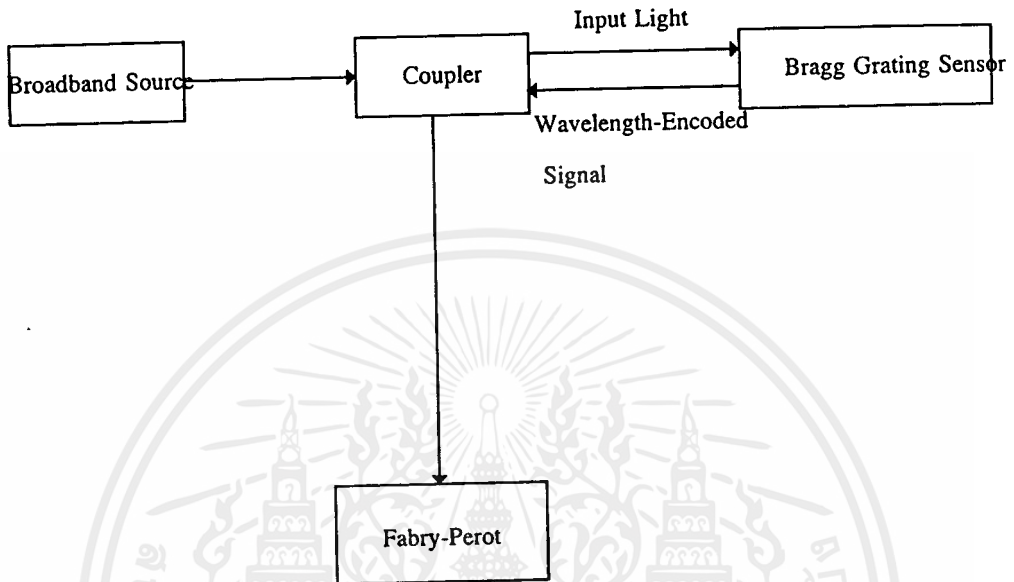 Input Light
Broadband Source
Coupler
Bragg Grating Sensor
Wavelength-Encoded
Signal
Fabry-Perot